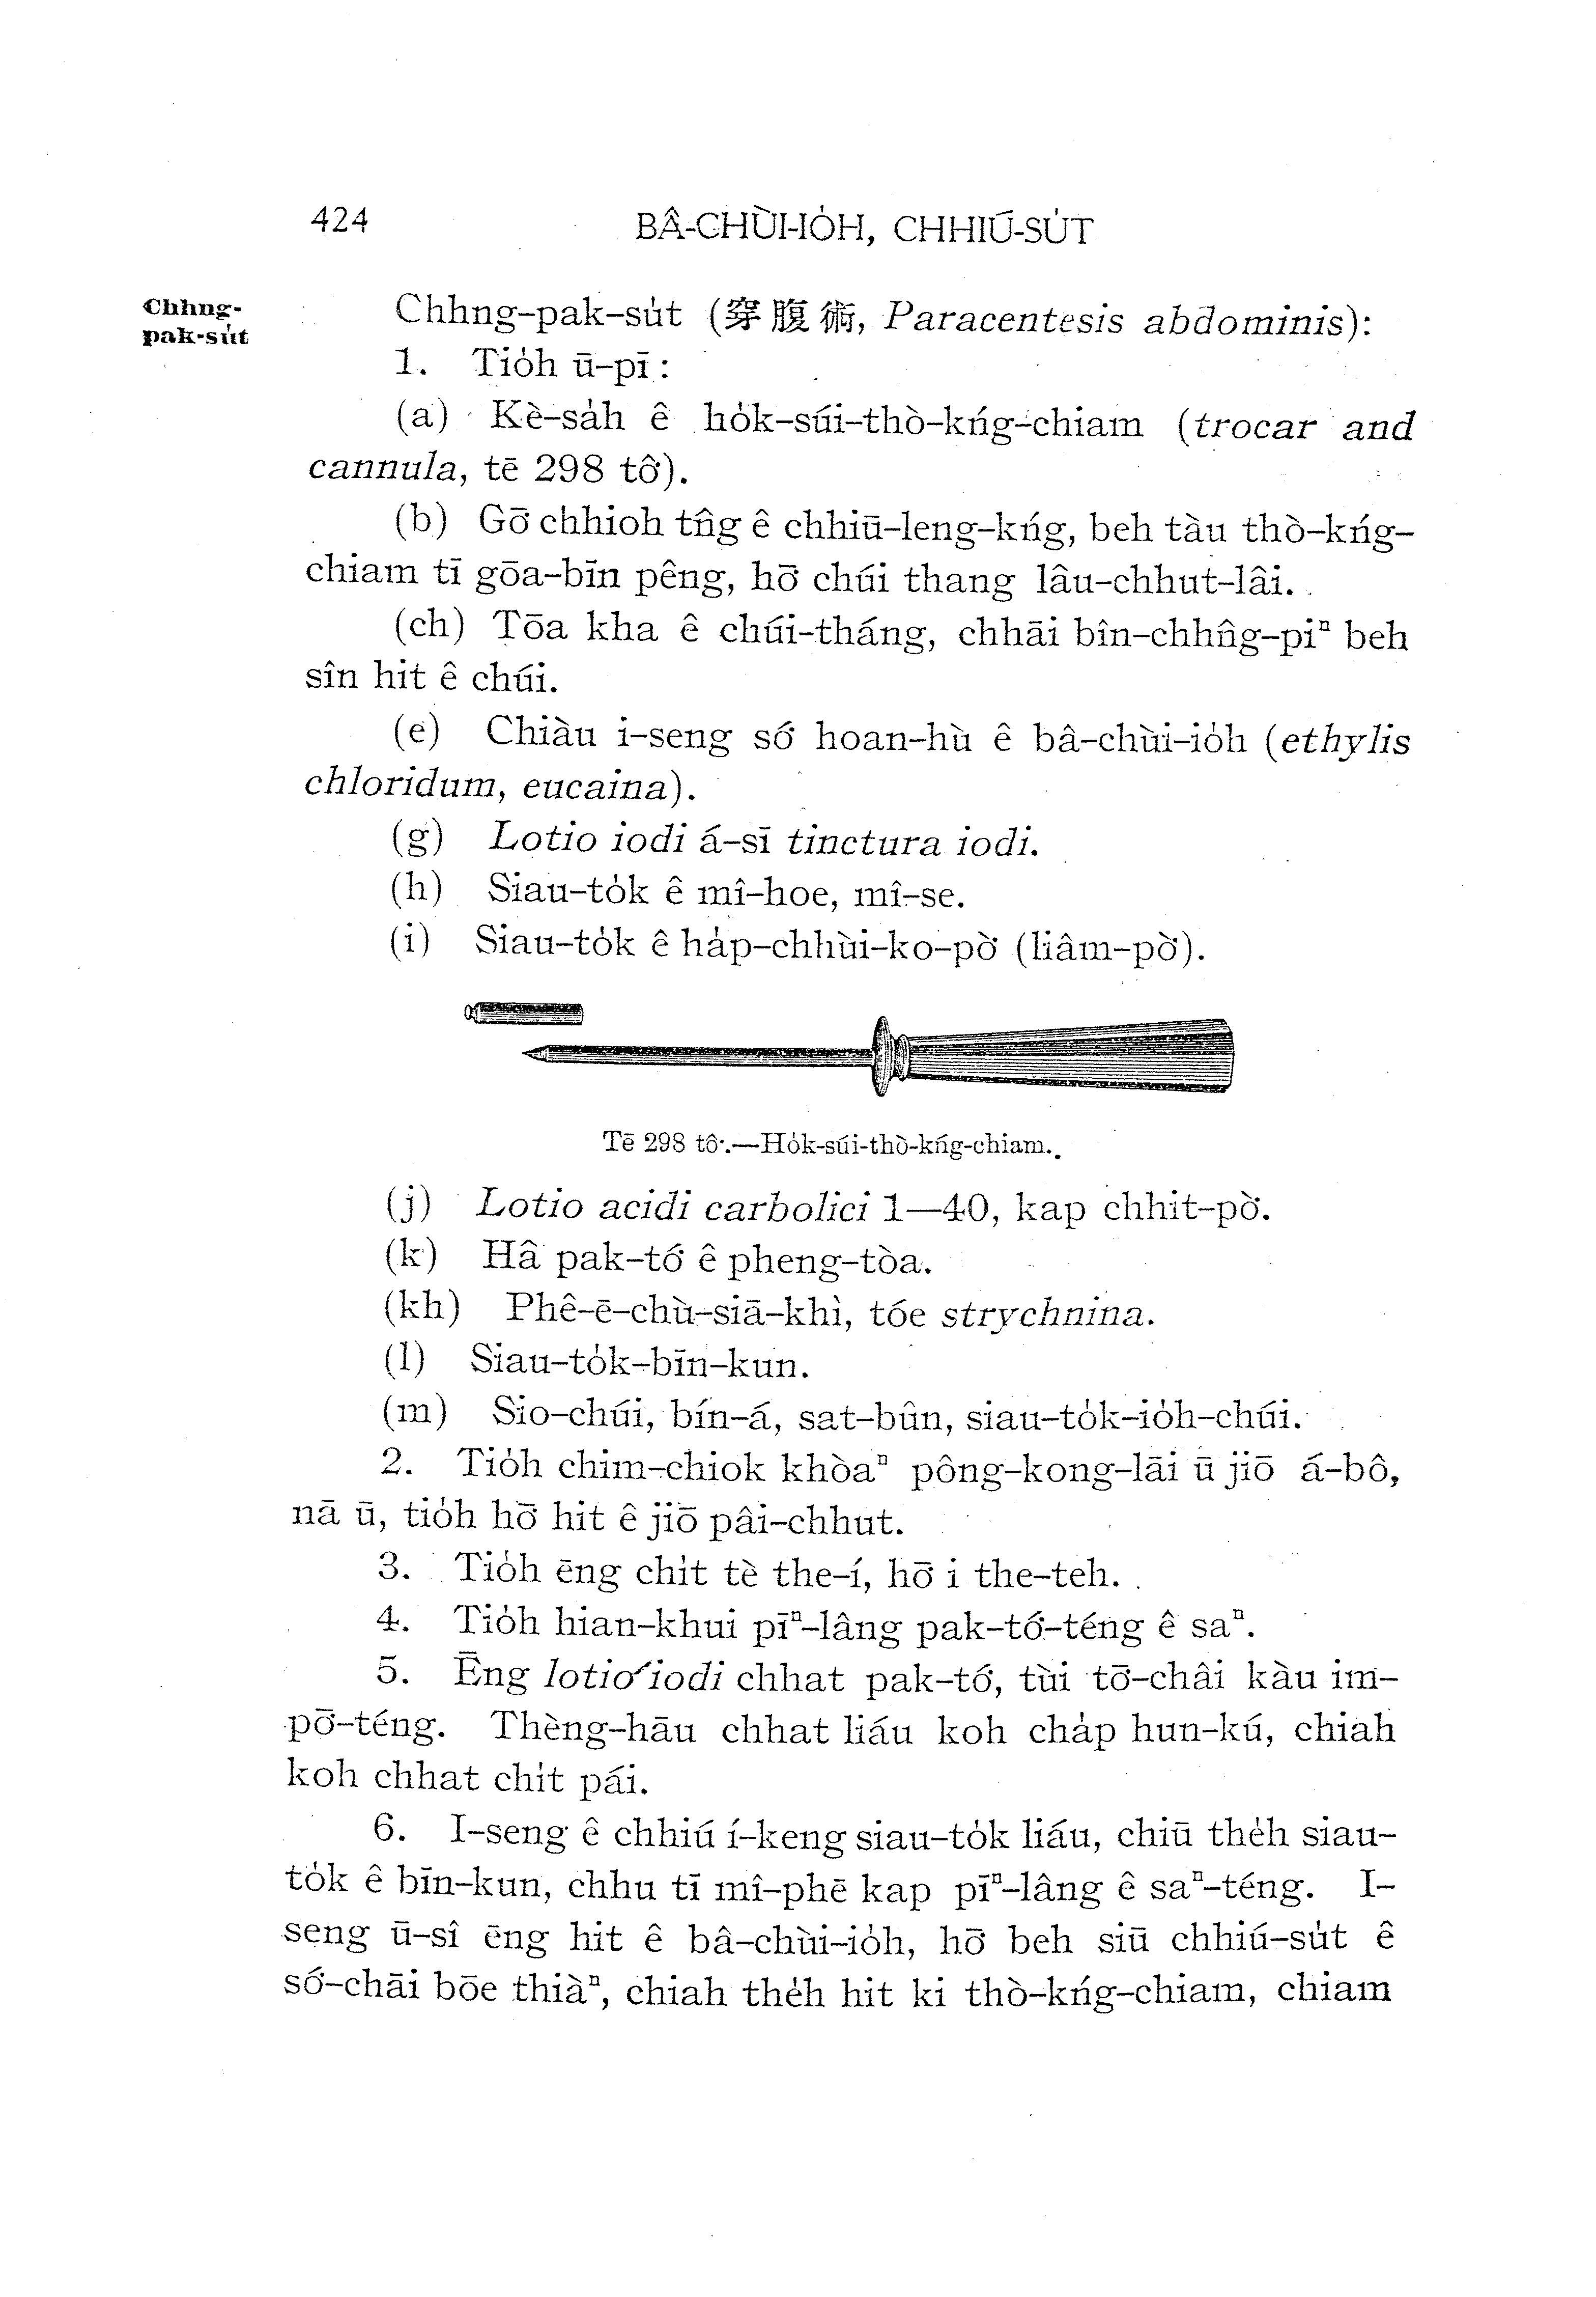 424 BÂ-CHÙI-IO̍H, CHHIÚ-SU̍T
Chhng-
pak-su̍t
Chhng-pak-su̍t (穿腹術, Paracentesis abdominis):
1. Tio̍h ū-pī:
(a) Kè-sa̍h ê ho̍k-súi-thò-kńg-chiam (trocar and
cannula, tē 298 tô͘).
(b) Gō͘ chhioh tn̂g ê chhiū-leng-kńg, beh tàu thò-kńg-
chiam tī gōa-bīn pêng, hō͘ chúi thang lâu-chhut-lâi.
(ch) Tōa kha ê chúi-tháng, chhāi bîn-chhn̂g-piⁿ beh
sîn hit ê chúi.
(e) Chiàu i-seng só͘ hoan-hù ê bâ-chùi-io̍h (ethylis
chloridum, eucaina).
(g) Lotio iodi á-sī tinctura iodi.
(h) Siau-to̍k ê mî-hoe, mî-se.
(i) Siau-to̍k ê ha̍p-chhùi-ko-pò͘ (liâm-pò͘).
Tē 298 tô͘.—Ho̍k-súi-thò-kńg-chiam.
(j) Lotio acidi carbolici 1—40, kap chhit-pò͘.
(k) Hâ pak-tó͘ ê pheng-tòa.
(kh) Phê-ē-chù-siā-khì, tóe strychnina.
(l) Siau-to̍k-bīn-kun.
(m) Sio-chúi, bín-á, sat-bûn, siau-to̍k-io̍h-chúi.
2. Tio̍h chim-chiok khòaⁿ pông-kong-lāi ū jiō á-bô,
nā ū, tio̍h hō͘ hit ê jiō pâi-chhut.
3. Tio̍h ēng chi̍t tè the-í, hō͘ i the-teh.
4. Tio̍h hian-khui pīⁿ-lâng pak-tó͘-téng ê saⁿ.
5. Ēng lotio iodi chhat pak-tó͘, tùi tō͘-châi kàu im-
pō͘-téng. Thèng-hāu chhat liáu koh cha̍p hun-kú, chiah
koh chhat chi̍t pái.
6. I-seng ê chhiú í-keng siau-to̍k liáu, chiū the̍h siau-
to̍k ê bīn-kun, chhu tī mî-phē kap pīⁿ-lâng ê saⁿ-téng. I-
seng ū-sî ēng hit ê bâ-chùi-io̍h, hō͘ beh siū chhiú-su̍t ê
só͘-chāi bōe thiàⁿ, chiah the̍h hit ki thò-kńg-chiam, chiam